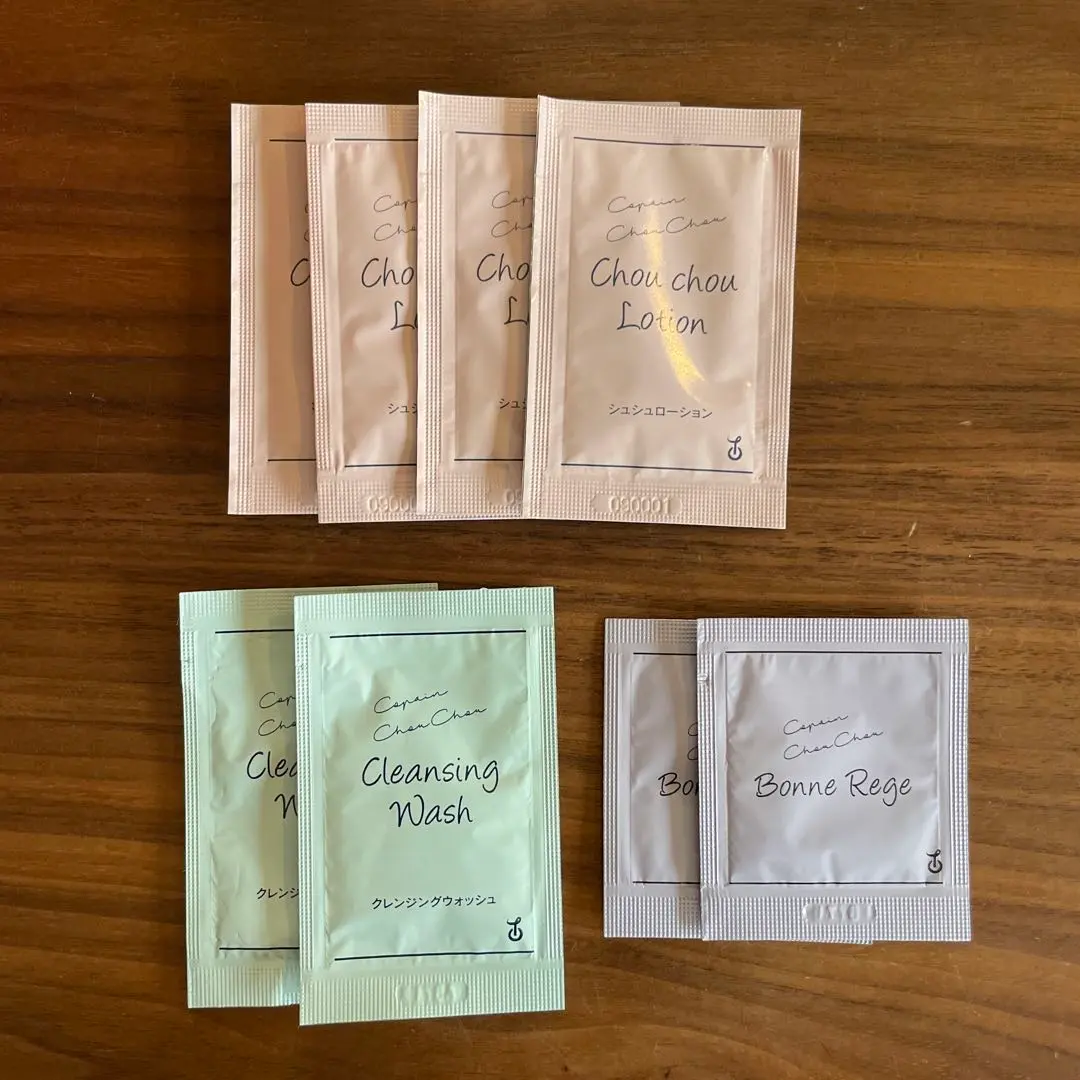 Copain
ChouChou
Chou chou
Lotion
シュシュローション
090001
Copain
ChouChou
Cleansing
Wash
クレンジングウォッシュ
Copain
ChouChou
Bonne Rege